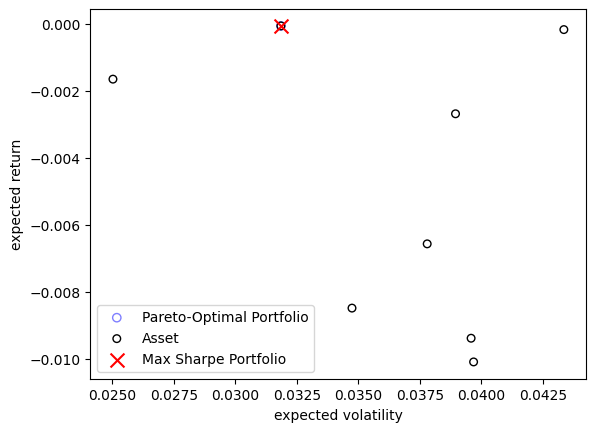 0.000
−0.002
−0.004
−0.006
−0.008
−0.010
expected return
Pareto-Optimal Portfolio
Asset
Max Sharpe Portfolio
0.0250 0.0275 0.0300 0.0325 0.0350 0.0375 0.0400 0.0425
expected volatility